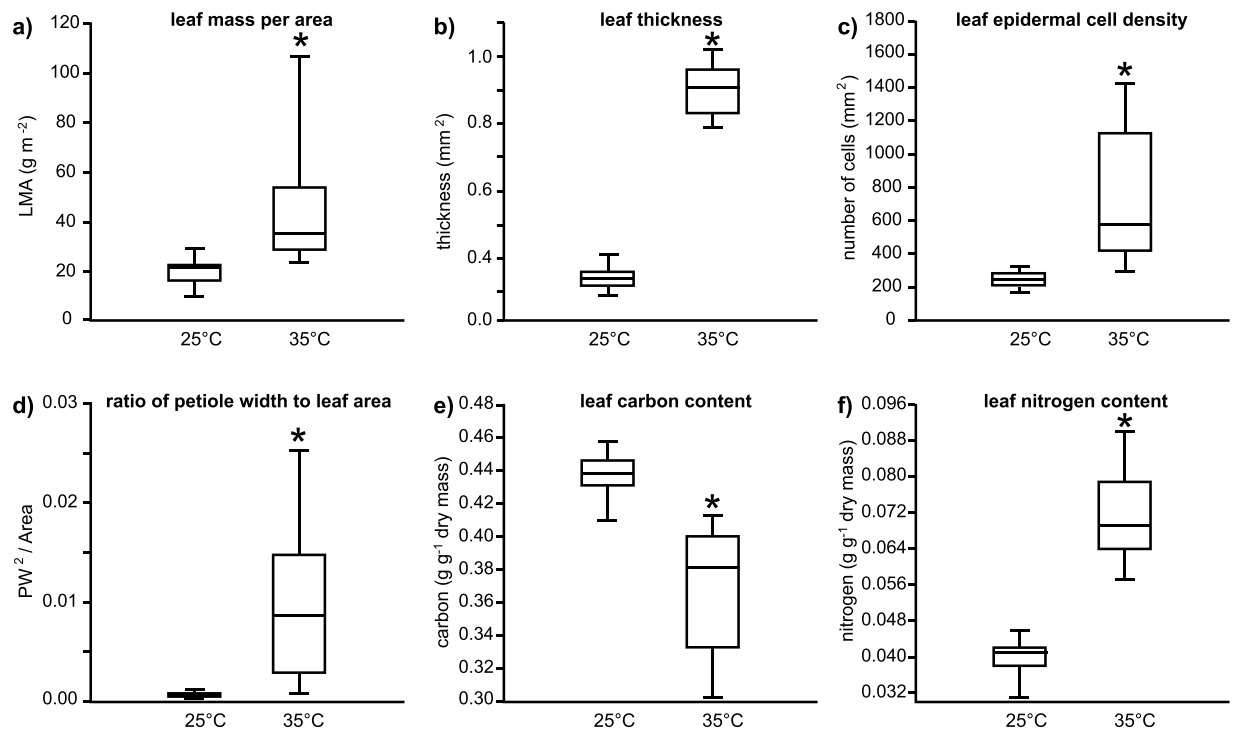 a) leaf mass per area
LMA (g m⁻²)
120
100
80
60
40
20
0
*
25°C 35°C
b) leaf thickness
thickness (mm²)
1.0
0.8
0.6
0.4
0.0
*
25°C 35°C
c) leaf epidermal cell density
number of cells (mm²)
1800
1600
1400
1200
1000
800
600
400
200
0
*
25°C 35°C
d) ratio of petiole width to leaf area
PW² / Area
0.03
0.02
0.01
0.00
*
25°C 35°C
e) leaf carbon content
carbon (g g⁻¹ dry mass)
0.48
0.46
0.44
0.42
0.40
0.38
0.36
0.34
0.32
0.30
*
25°C 35°C
f) leaf nitrogen content
nitrogen (g g⁻¹ dry mass)
0.096
0.088
0.080
0.072
0.064
0.056
0.048
0.040
0.032
*
25°C 35°C